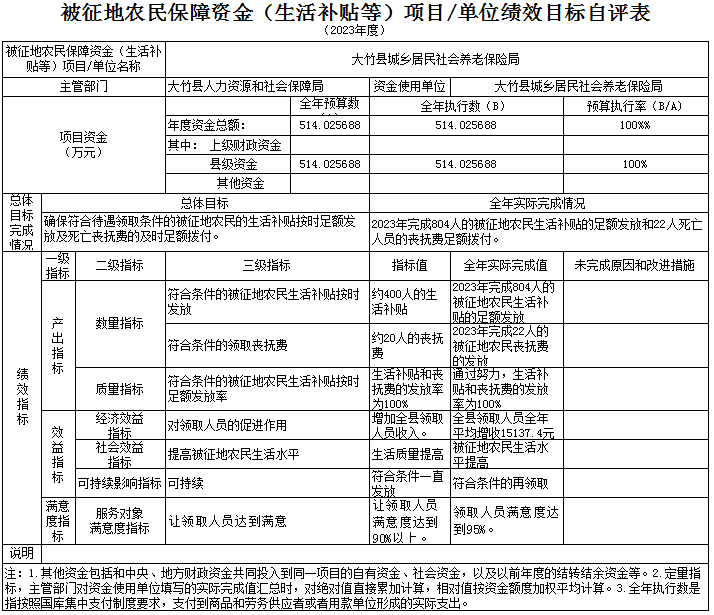 被征地农民保障资金（生活补贴等）项目/单位绩效目标自评表
（2023年度）
被征地农民保障资金（生活补
贴等）项目/单位名称
大竹县城乡居民社会养老保险局
主管部门
大竹县人力资源和社会保障局
资金使用单位
大竹县城乡居民社会养老保险局
项目资金
（万元）
全年预算数
全年执行数（B）
预算执行率（B/A）
年度资金总额：
514.025688
514.025688
100%%
其中： 上级财政资金
县级资金
514.025688
514.025688
100%
其他资金
总体
目标
完成
情况
总体目标
全年实际完成情况
确保符合待遇领取条件的被征地农民的生活补贴按时足额发
放及死亡丧抚费的及时足额拨付。
2023年完成804人的被征地农民生活补贴的足额发放和22人死亡
人员的丧抚费足额拨付。
绩
效
指
标
一级
指标
二级指标
三级指标
指标值
全年实际完成值
未完成原因和改进措施
产
出
指
标
数量指标
符合条件的被征地农民生活补贴按时
发放
约400人的生
活补贴
2023年完成804人的
被征地农民生活补
贴的足额发放
符合条件的领取丧抚费
约20人的丧抚
费
2023年完成22人的
被征地农民丧抚费
的发放
质量指标
符合条件的被征地农民生活补贴按时
足额发放率
生活补贴和丧
抚费的发放率
为100%
通过努力，生活补
贴和丧抚费的发放
率为100%
效
益
指
标
经济效益
指标
对领取人员的促进作用
增加全县领取
人员收入。
全县领取人员全年
平均增收15137.4元
社会效益
指标
提高被征地农民生活水平
生活质量提高
被征地农民生活水
平提高
可持续影响指标
可持续
符合条件一直
发放
符合条件的再领取
满意
度指
标
服务对象
满意度指标
让领取人员达到满意
让领取人员
满意度达到
90%以上。
领取人员满意度达
到95%。
说明
注：1.其他资金包括和中央、地方财政资金共同投入到同一项目的自有资金、社会资金，以及以前年度的结转结余资金等。2.定量指
标，主管部门对资金使用单位填写的实际完成值汇总时，对绝对值直接累加计算，相对值按资金额度加权平均计算。3.全年执行数是
指按照国库集中支付制度要求，支付到商品和劳务供应者或者用款单位形成的实际支出。